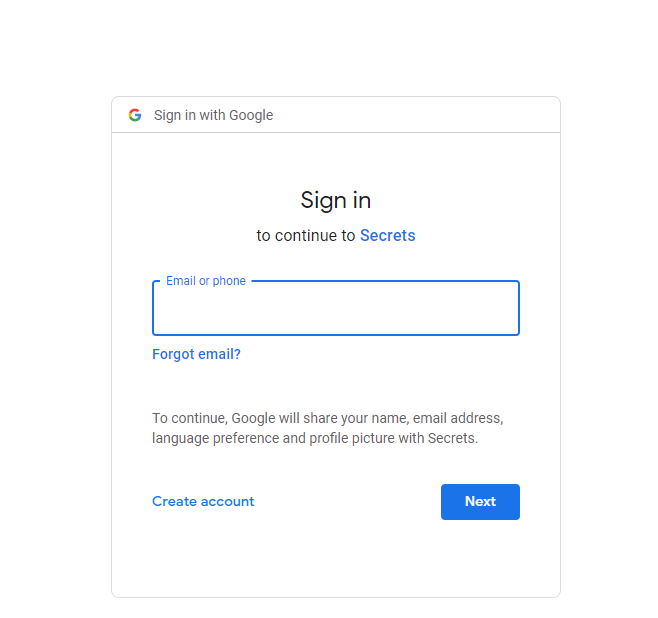 Sign in with Google
Sign in
to continue to Secrets
Email or phone
Forgot email?
To continue, Google will share your name, email address,
language preference and profile picture with Secrets.
Create account
Next